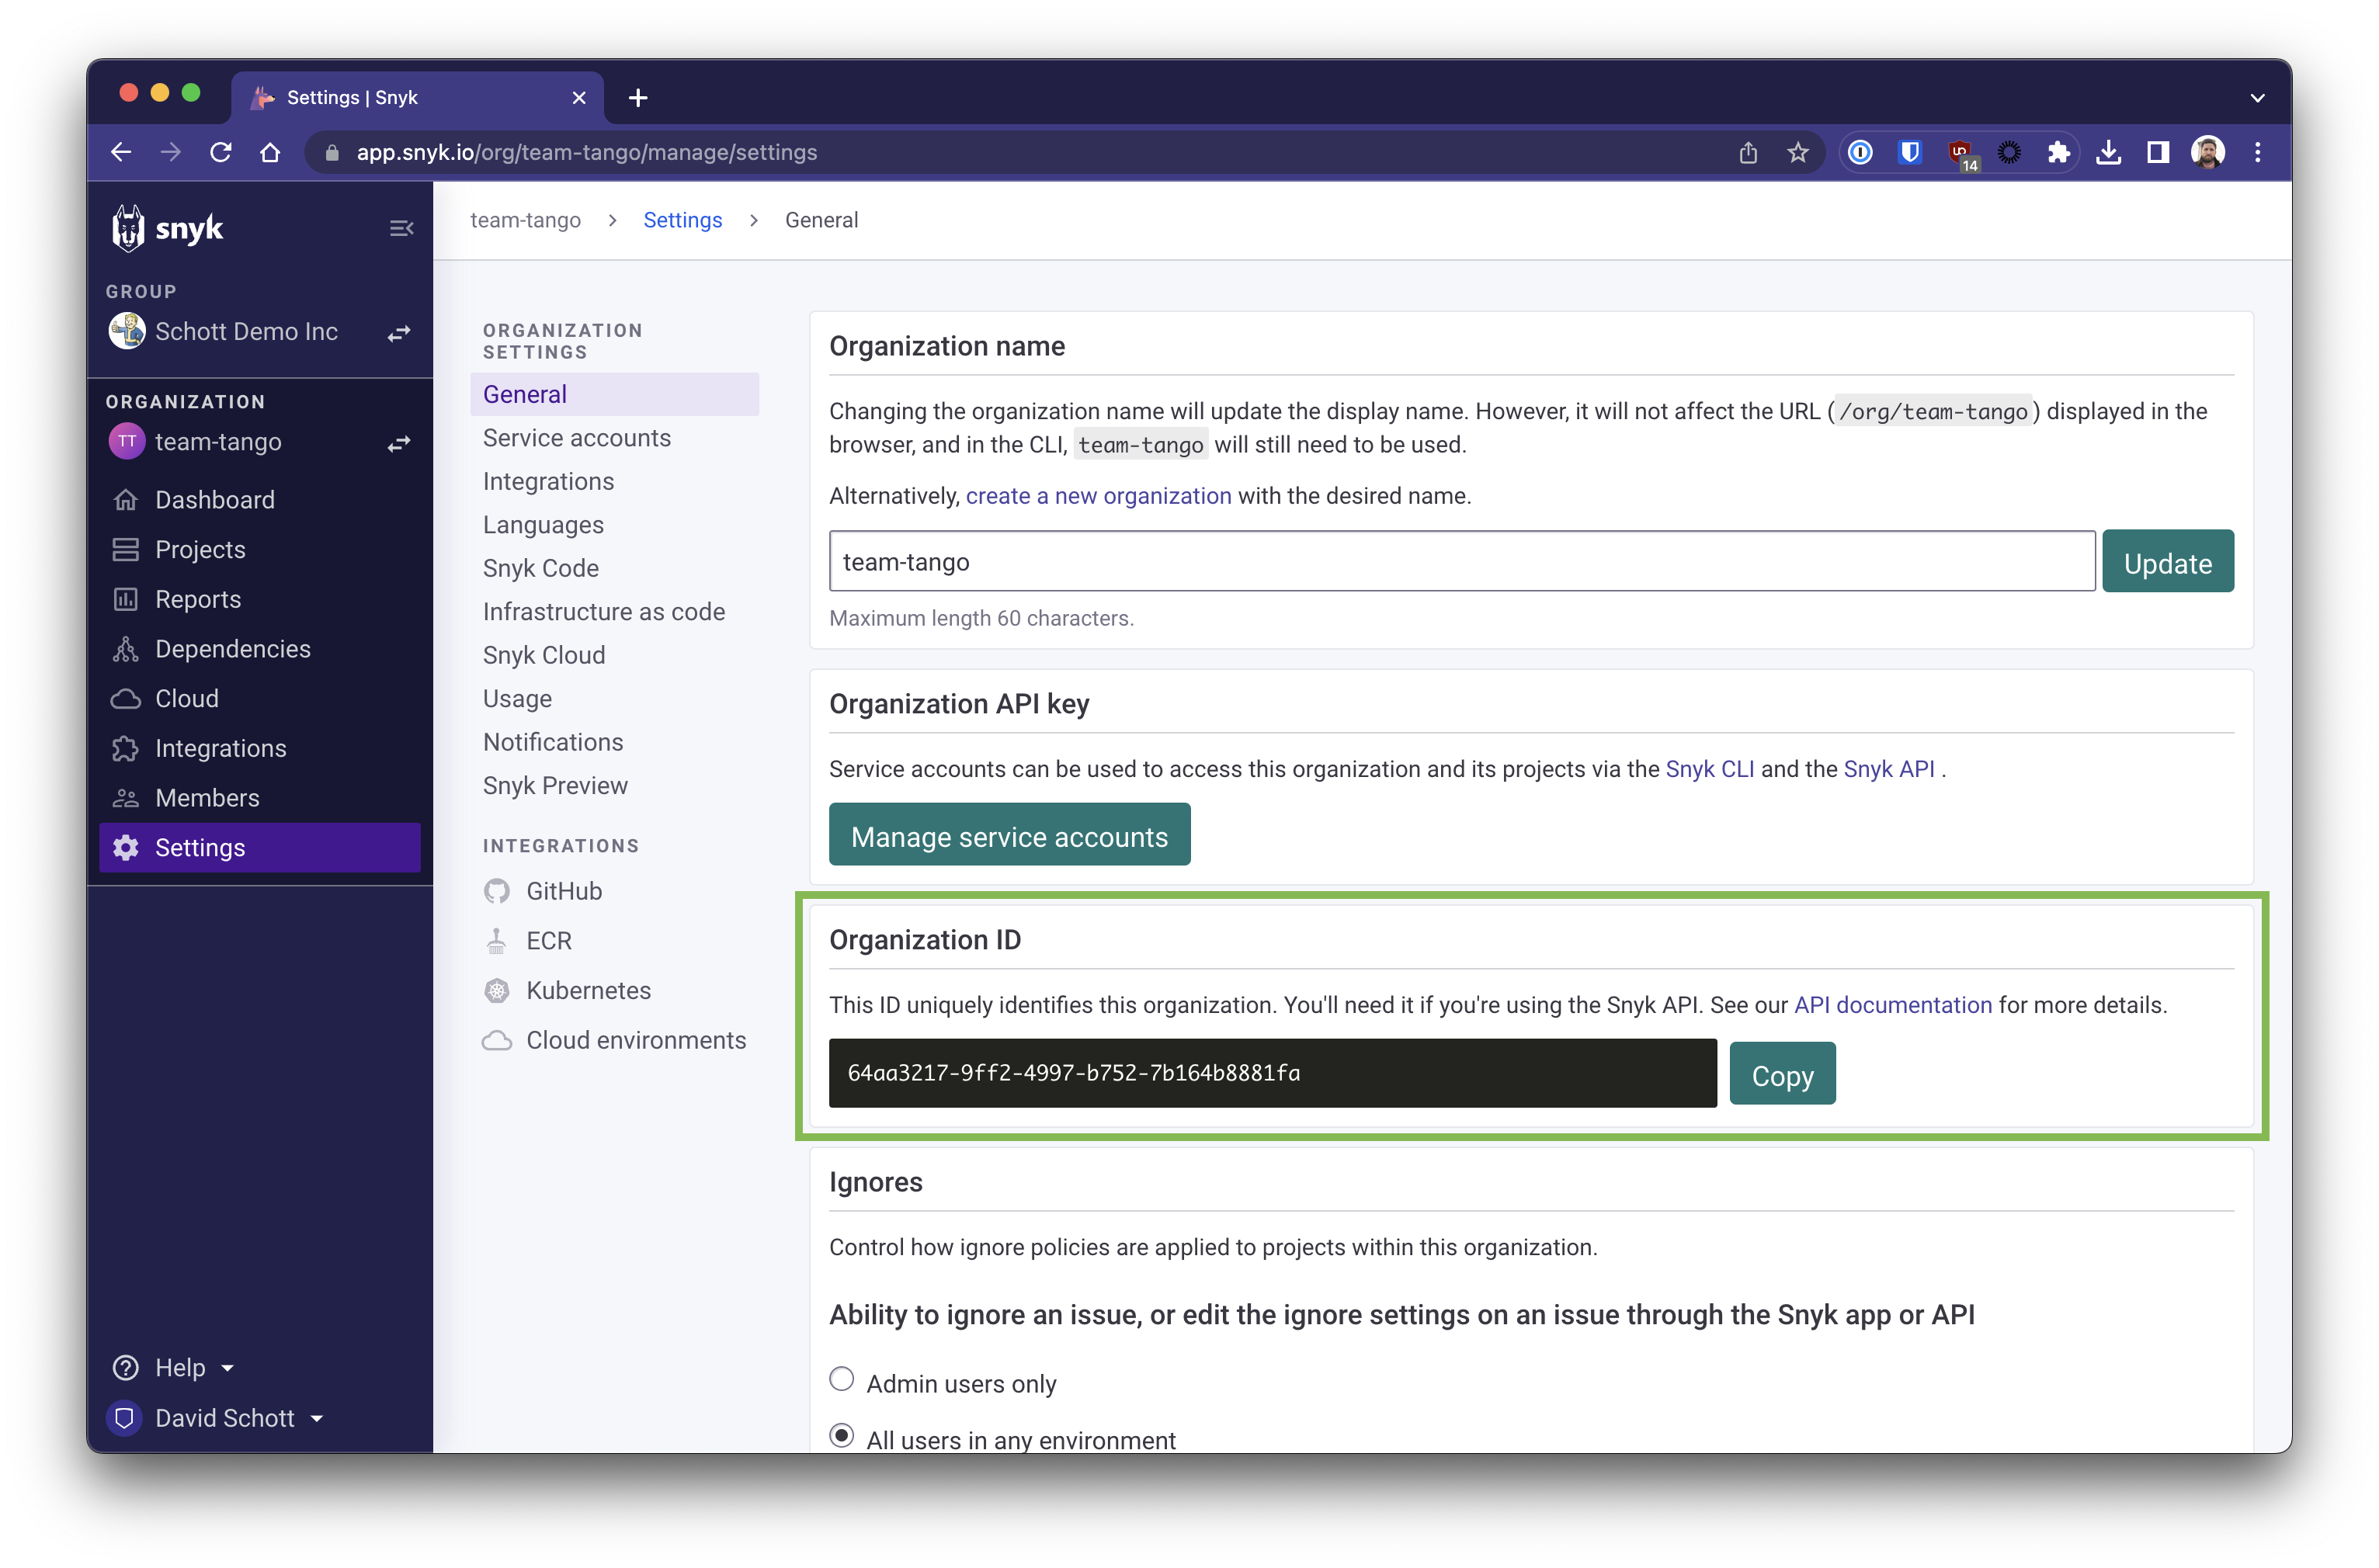 Settings | Snyk
app.snyk.io/org/team-tango/manage/settings
14
snyk
GROUP
Schott Demo Inc
ORGANIZATION
TT team-tango
Dashboard
Projects
Reports
Dependencies
Cloud
Integrations
Members
Settings
Help
David Schott
team-tango > Settings > General
ORGANIZATION
SETTINGS
General
Service accounts
Integrations
Languages
Snyk Code
Infrastructure as code
Snyk Cloud
Usage
Notifications
Snyk Preview
INTEGRATIONS
GitHub
ECR
Kubernetes
Cloud environments
Organization name
Changing the organization name will update the display name. However, it will not affect the URL ( /org/team-tango ) displayed in the
browser, and in the CLI, team-tango will still need to be used.
Alternatively, create a new organization with the desired name.
team-tango
Update
Maximum length 60 characters.
Organization API key
Service accounts can be used to access this organization and its projects via the Snyk CLI and the Snyk API .
Manage service accounts
Organization ID
This ID uniquely identifies this organization. You'll need it if you're using the Snyk API. See our API documentation for more details.
64aa3217-9ff2-4997-b752-7b164b8881fa
Copy
Ignores
Control how ignore policies are applied to projects within this organization.
Ability to ignore an issue, or edit the ignore settings on an issue through the Snyk app or API
Admin users only
All users in any environment